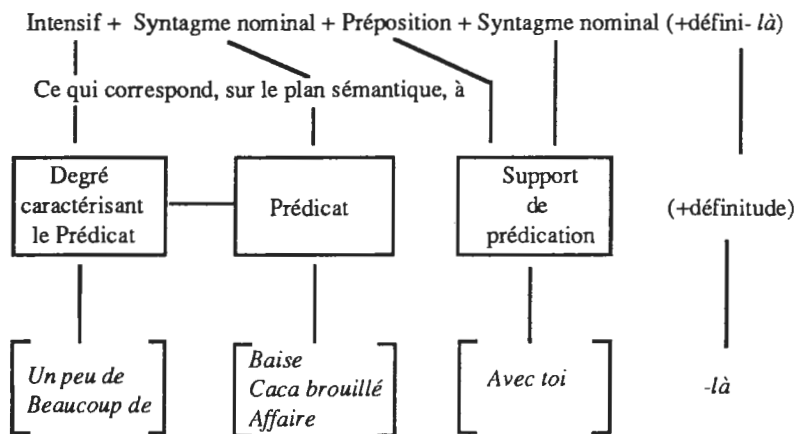 Intensif + Syntagme nominal + Préposition + Syntagme nominal (+défini- là)
Ce qui correspond, sur le plan sémantique, à
Degré
caractérisant
le Prédicat
Prédicat
Support
de
prédication
(+définitude)
Un peu de
Beaucoup de
Baise
Caca brouillé
Affaire
Avec toi
-là